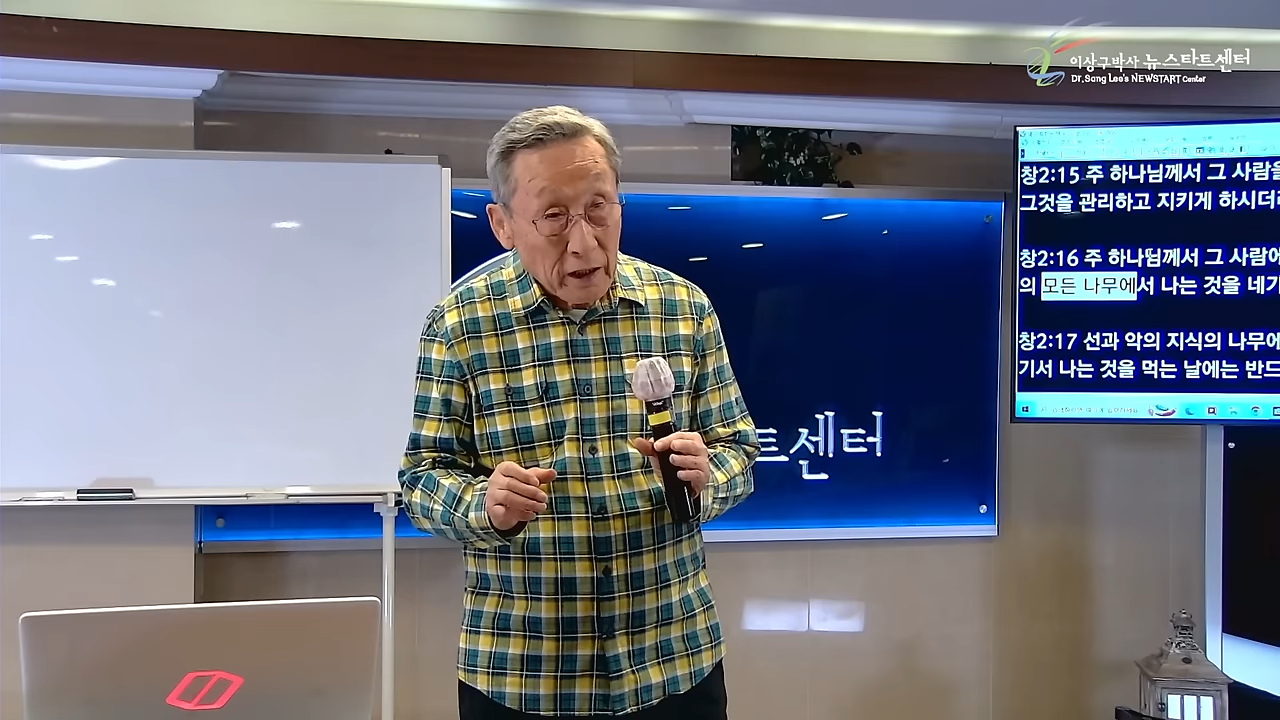 이상구박사 뉴스타트센터
Dr. Sang Lee's NEWSTART Center
창2:15 주 하나님께서 그 사람을
그것을 관리하고 지키게 하시더라
창2:16 주 하나님께서 그 사람에
의 모든 나무에서 나는 것을 네가
창2:17 선과 악의 지식의 나무에
기서 나는 것을 먹는 날에는 반드
트센터